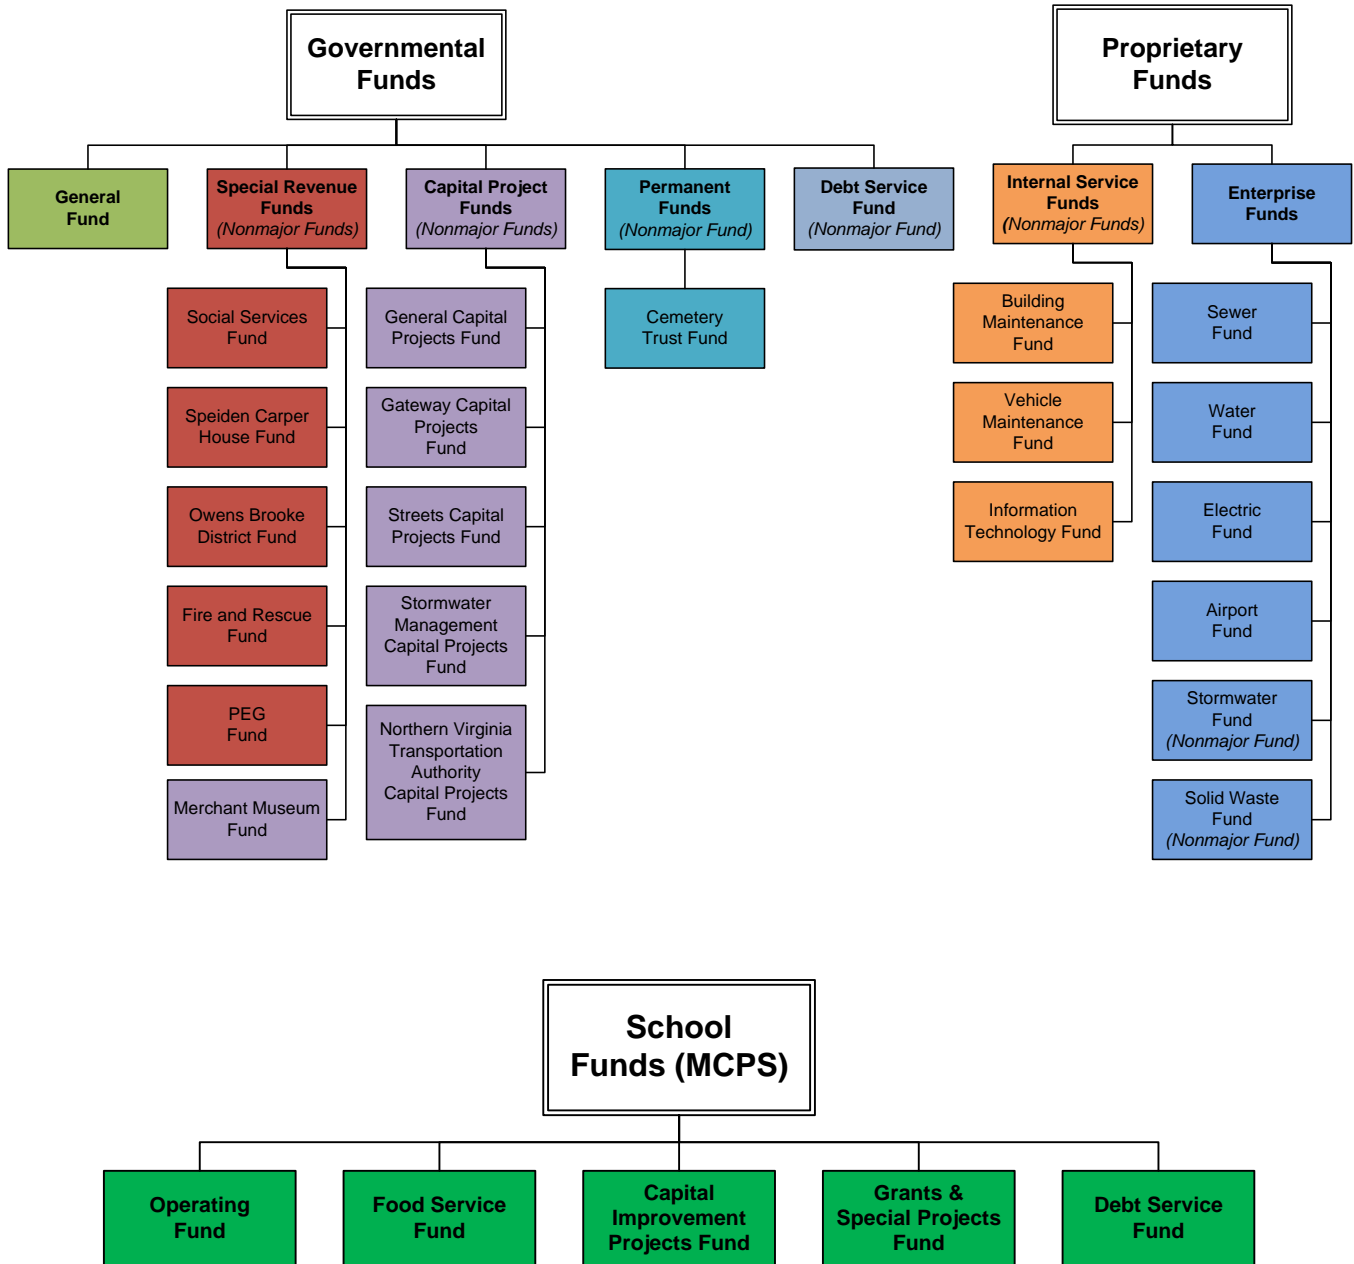 Governmental
Funds
Proprietary
Funds
General
Fund
Special Revenue
Funds
(Nonmajor Funds)
Capital Project
Funds
(Nonmajor Funds)
Permanent
Funds
(Nonmajor Fund)
Debt Service
Fund
(Nonmajor Fund)
Internal Service
Funds
(Nonmajor Funds)
Enterprise
Funds
Social Services
Fund
Speiden Carper
House Fund
Owens Brooke
District Fund
Fire and Rescue
Fund
PEG
Fund
Merchant Museum
Fund
General Capital
Projects Fund
Gateway Capital
Projects
Fund
Streets Capital
Projects Fund
Stormwater
Management
Capital Projects
Fund
Northern Virginia
Transportation
Authority
Capital Projects
Fund
Cemetery
Trust Fund
Building
Maintenance
Fund
Vehicle
Maintenance
Fund
Information
Technology Fund
Sewer
Fund
Water
Fund
Electric
Fund
Airport
Fund
Stormwater
Fund
(Nonmajor Fund)
Solid Waste
Fund
(Nonmajor Fund)
School
Funds (MCPS)
Operating
Fund
Food Service
Fund
Capital
Improvement
Projects Fund
Grants &
Special Projects
Fund
Debt Service
Fund